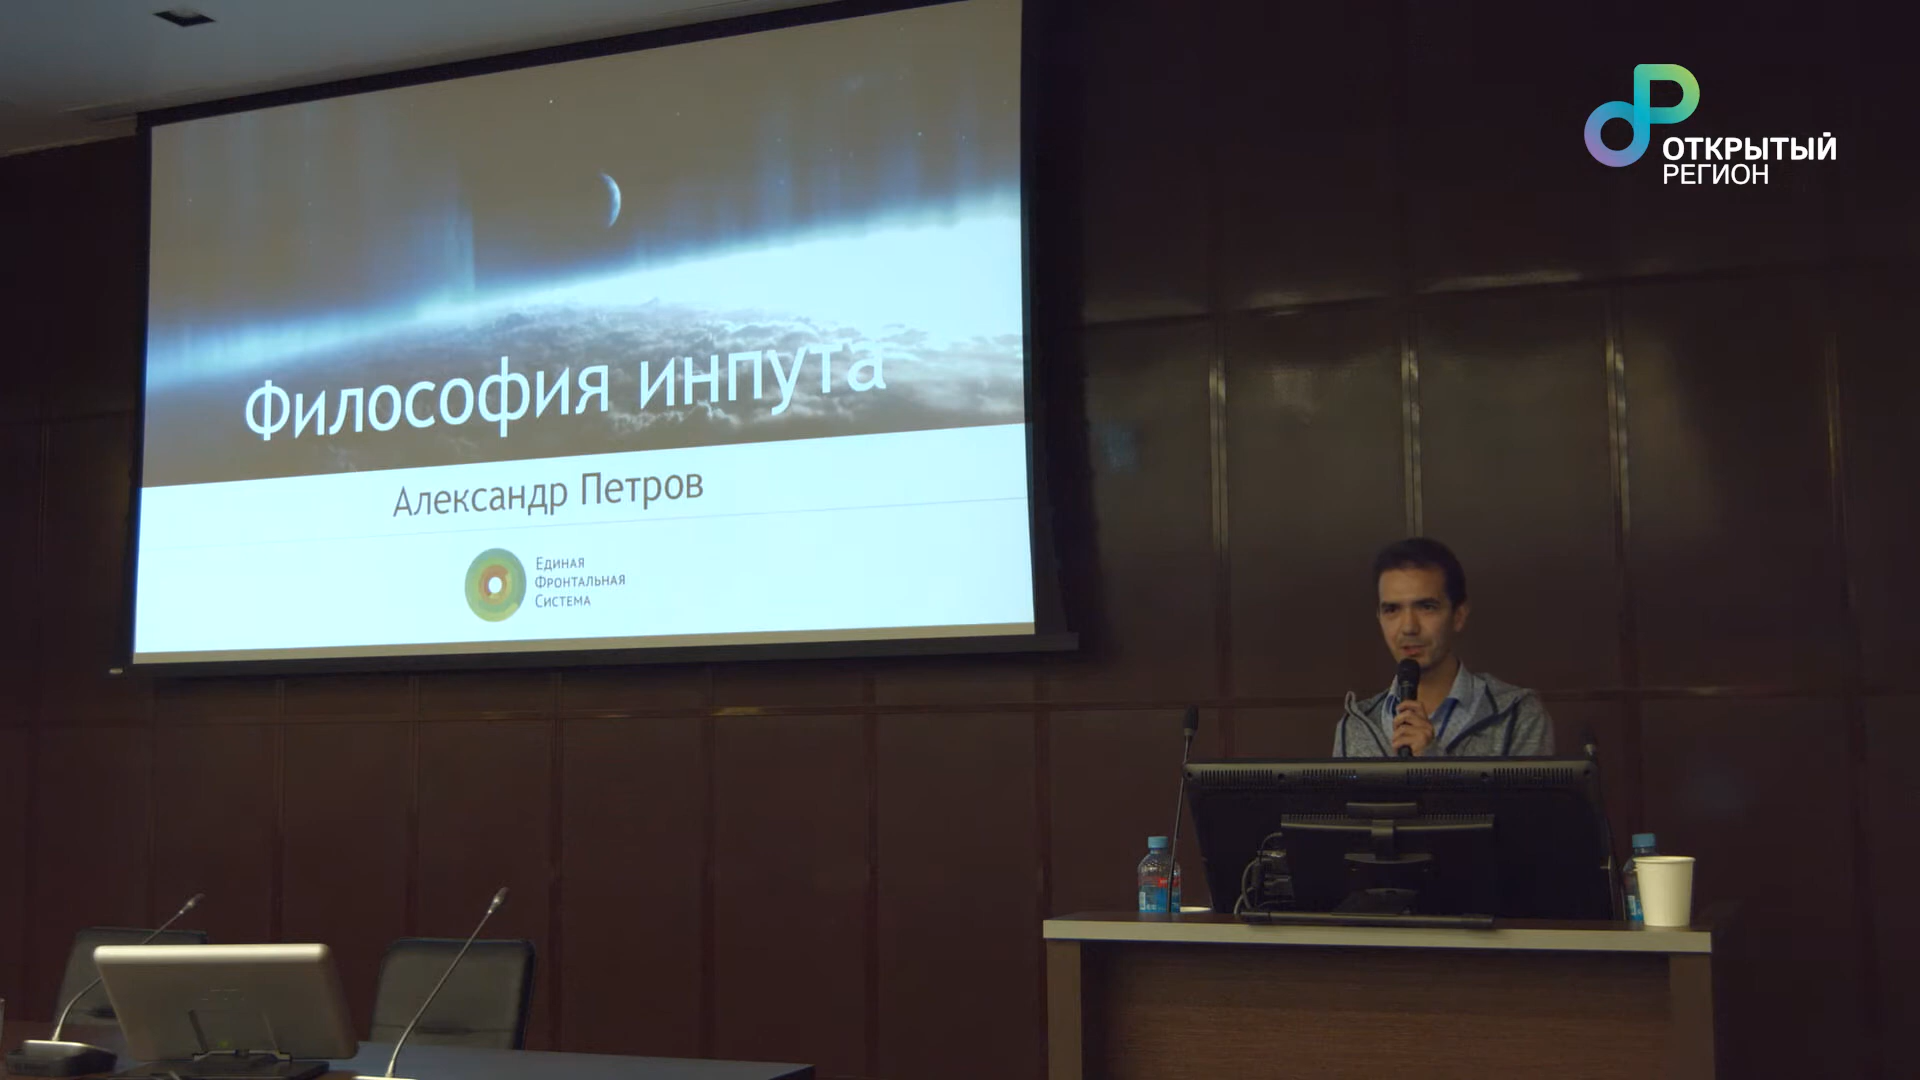 ОТКРЫТЫЙ
РЕГИОН
Философия инпута
Александр Петров
Единая
Фронтальная
Система